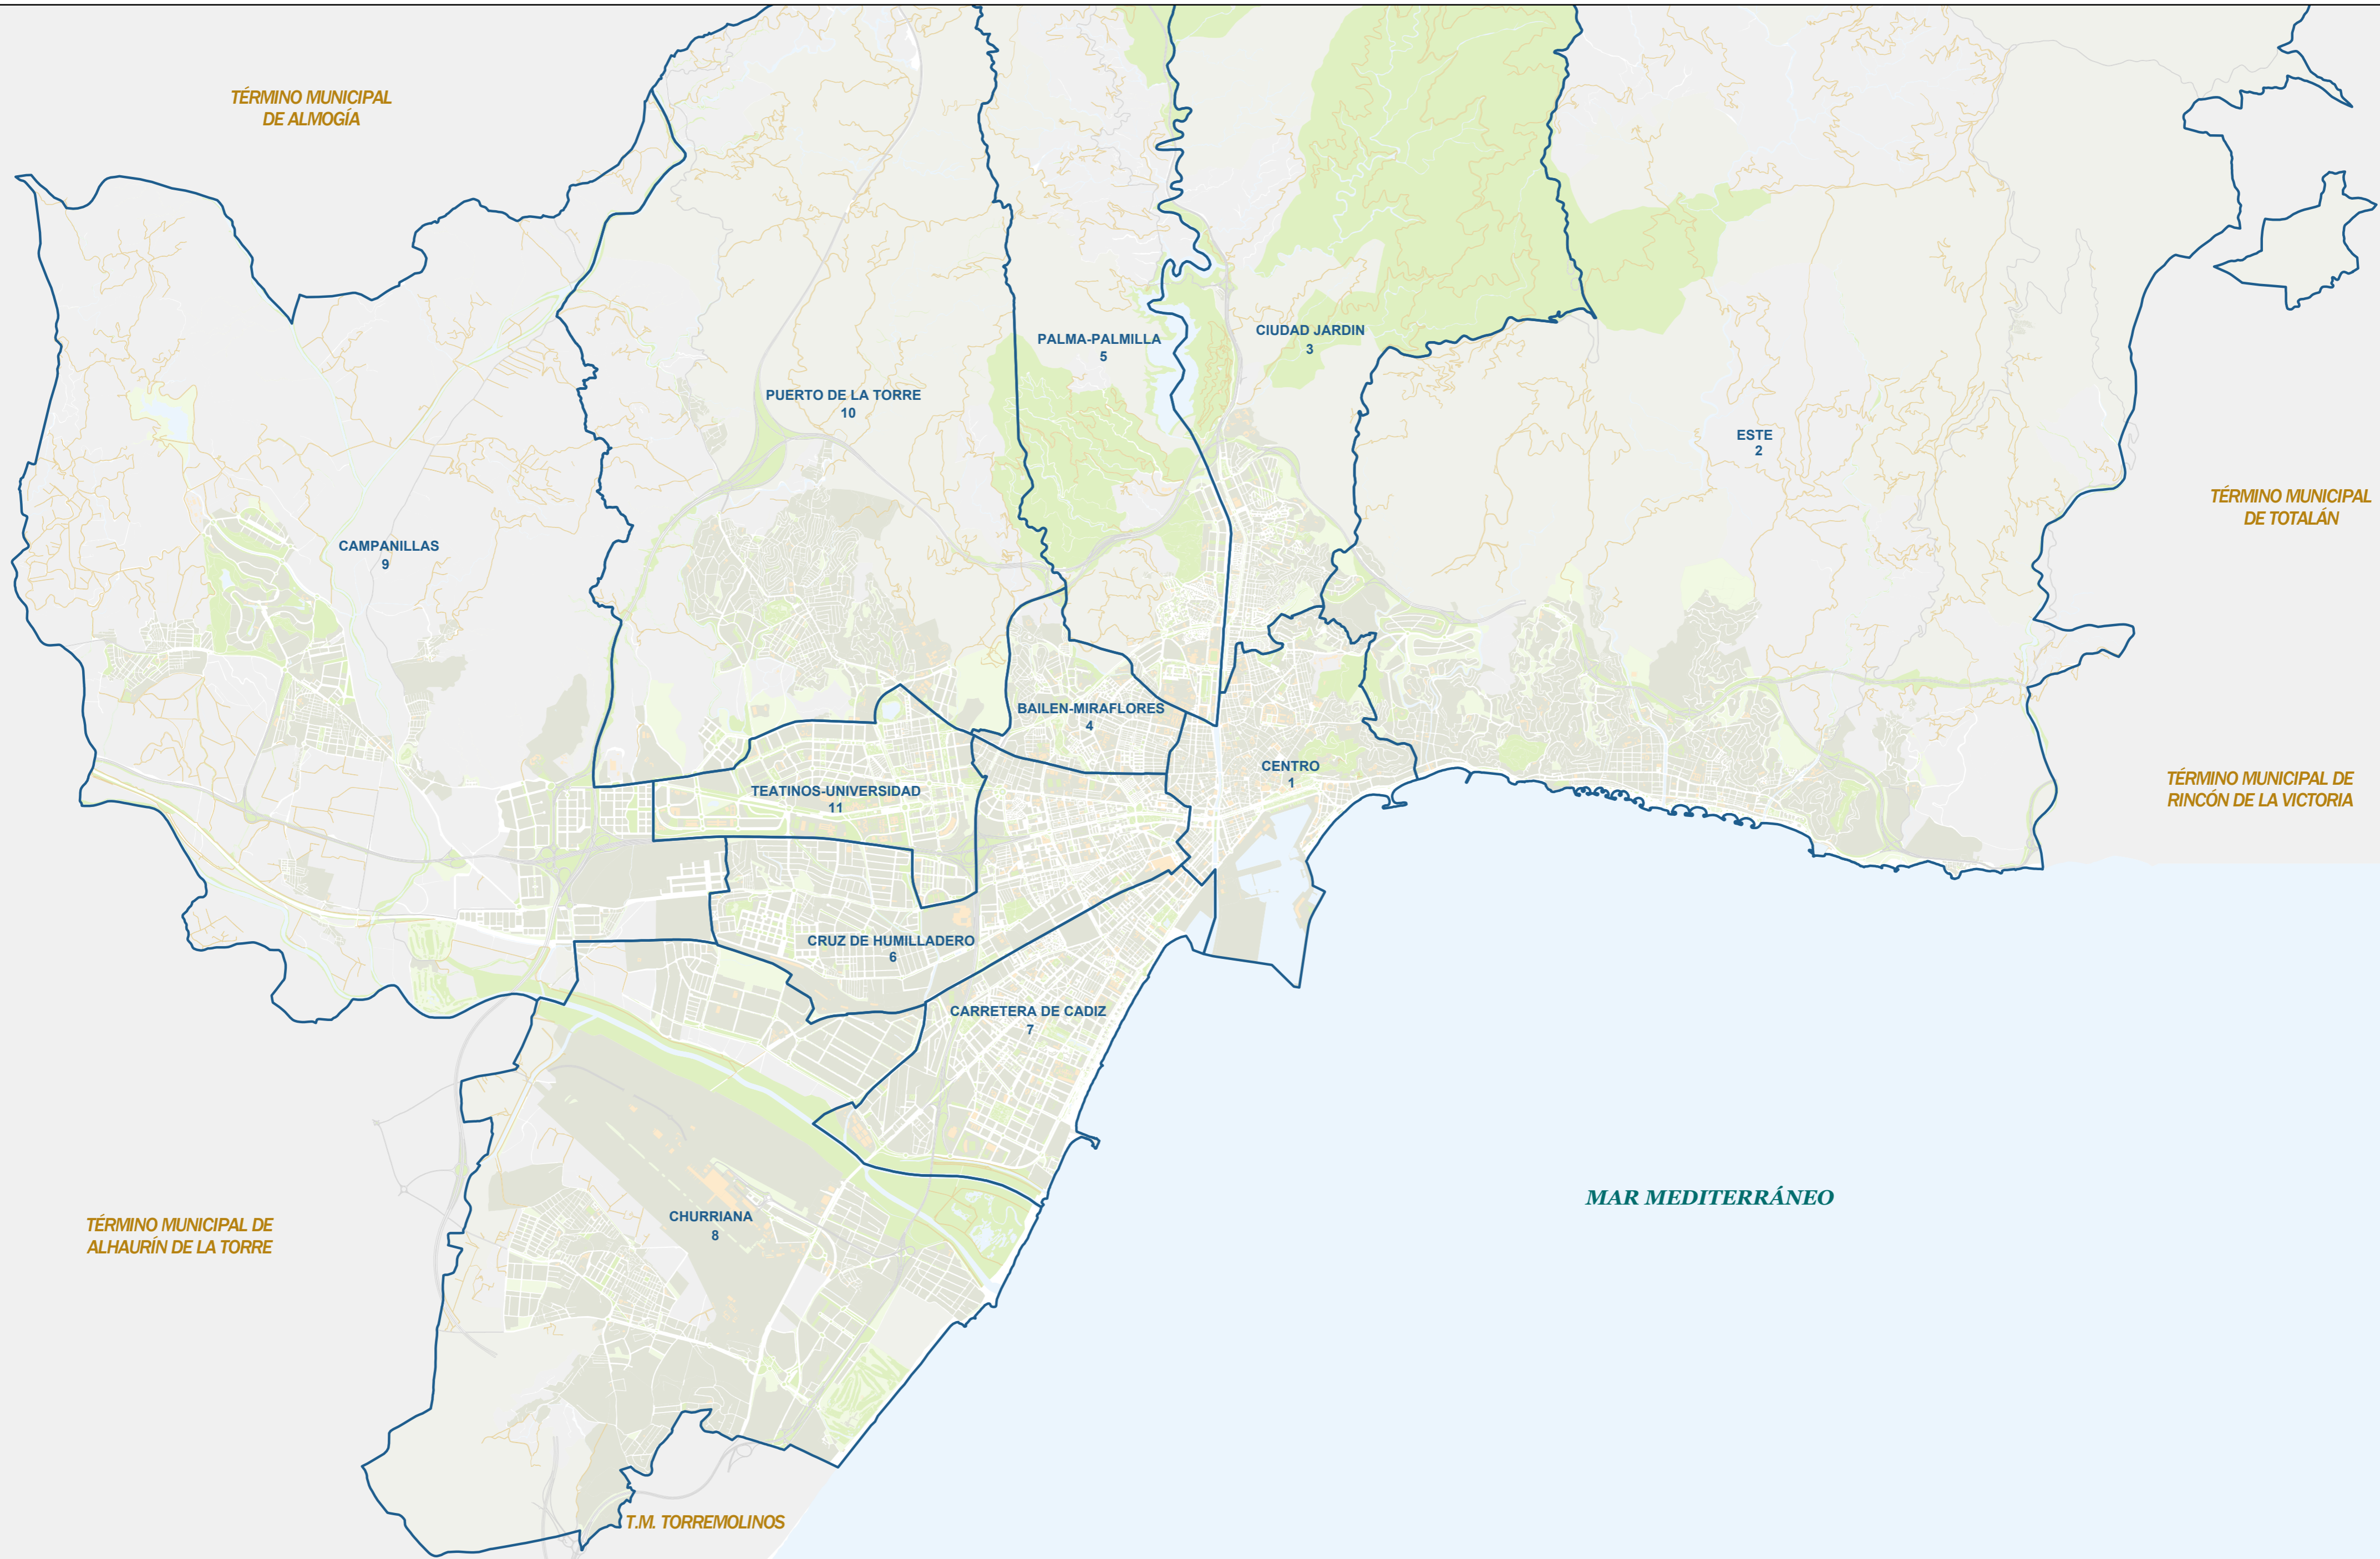 TÉRMINO MUNICIPAL
DE ALMOGÍA
CIUDAD JARDIN
3
PALMA-PALMILLA
5
PUERTO DE LA TORRE
10
ESTE
2
TÉRMINO MUNICIPAL
DE TOTALÁN
CAMPANILLAS
9
BAILEN-MIRAFLORES
4
CENTRO
1
TÉRMINO MUNICIPAL DE
RINCÓN DE LA VICTORIA
TEATINOS-UNIVERSIDAD
11
CRUZ DE HUMILLADERO
6
CARRETERA DE CADIZ
7
MAR MEDITERRÁNEO
CHURRIANA
8
TÉRMINO MUNICIPAL DE
ALHAURÍN DE LA TORRE
T.M. TORREMOLINOS